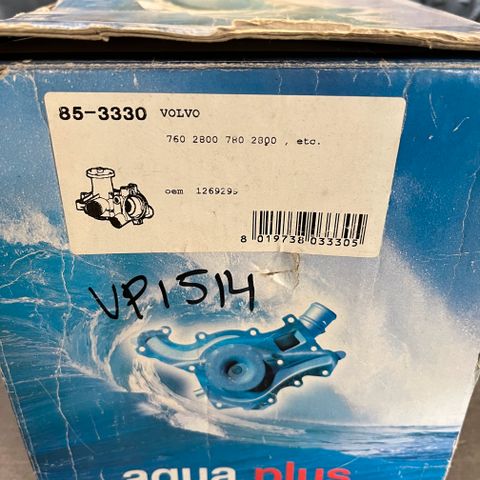 85-3330 VOLVO
760 2800 780 2800 , etc.
oem 1269295
8 019738 033305
VP1514
aqua plus